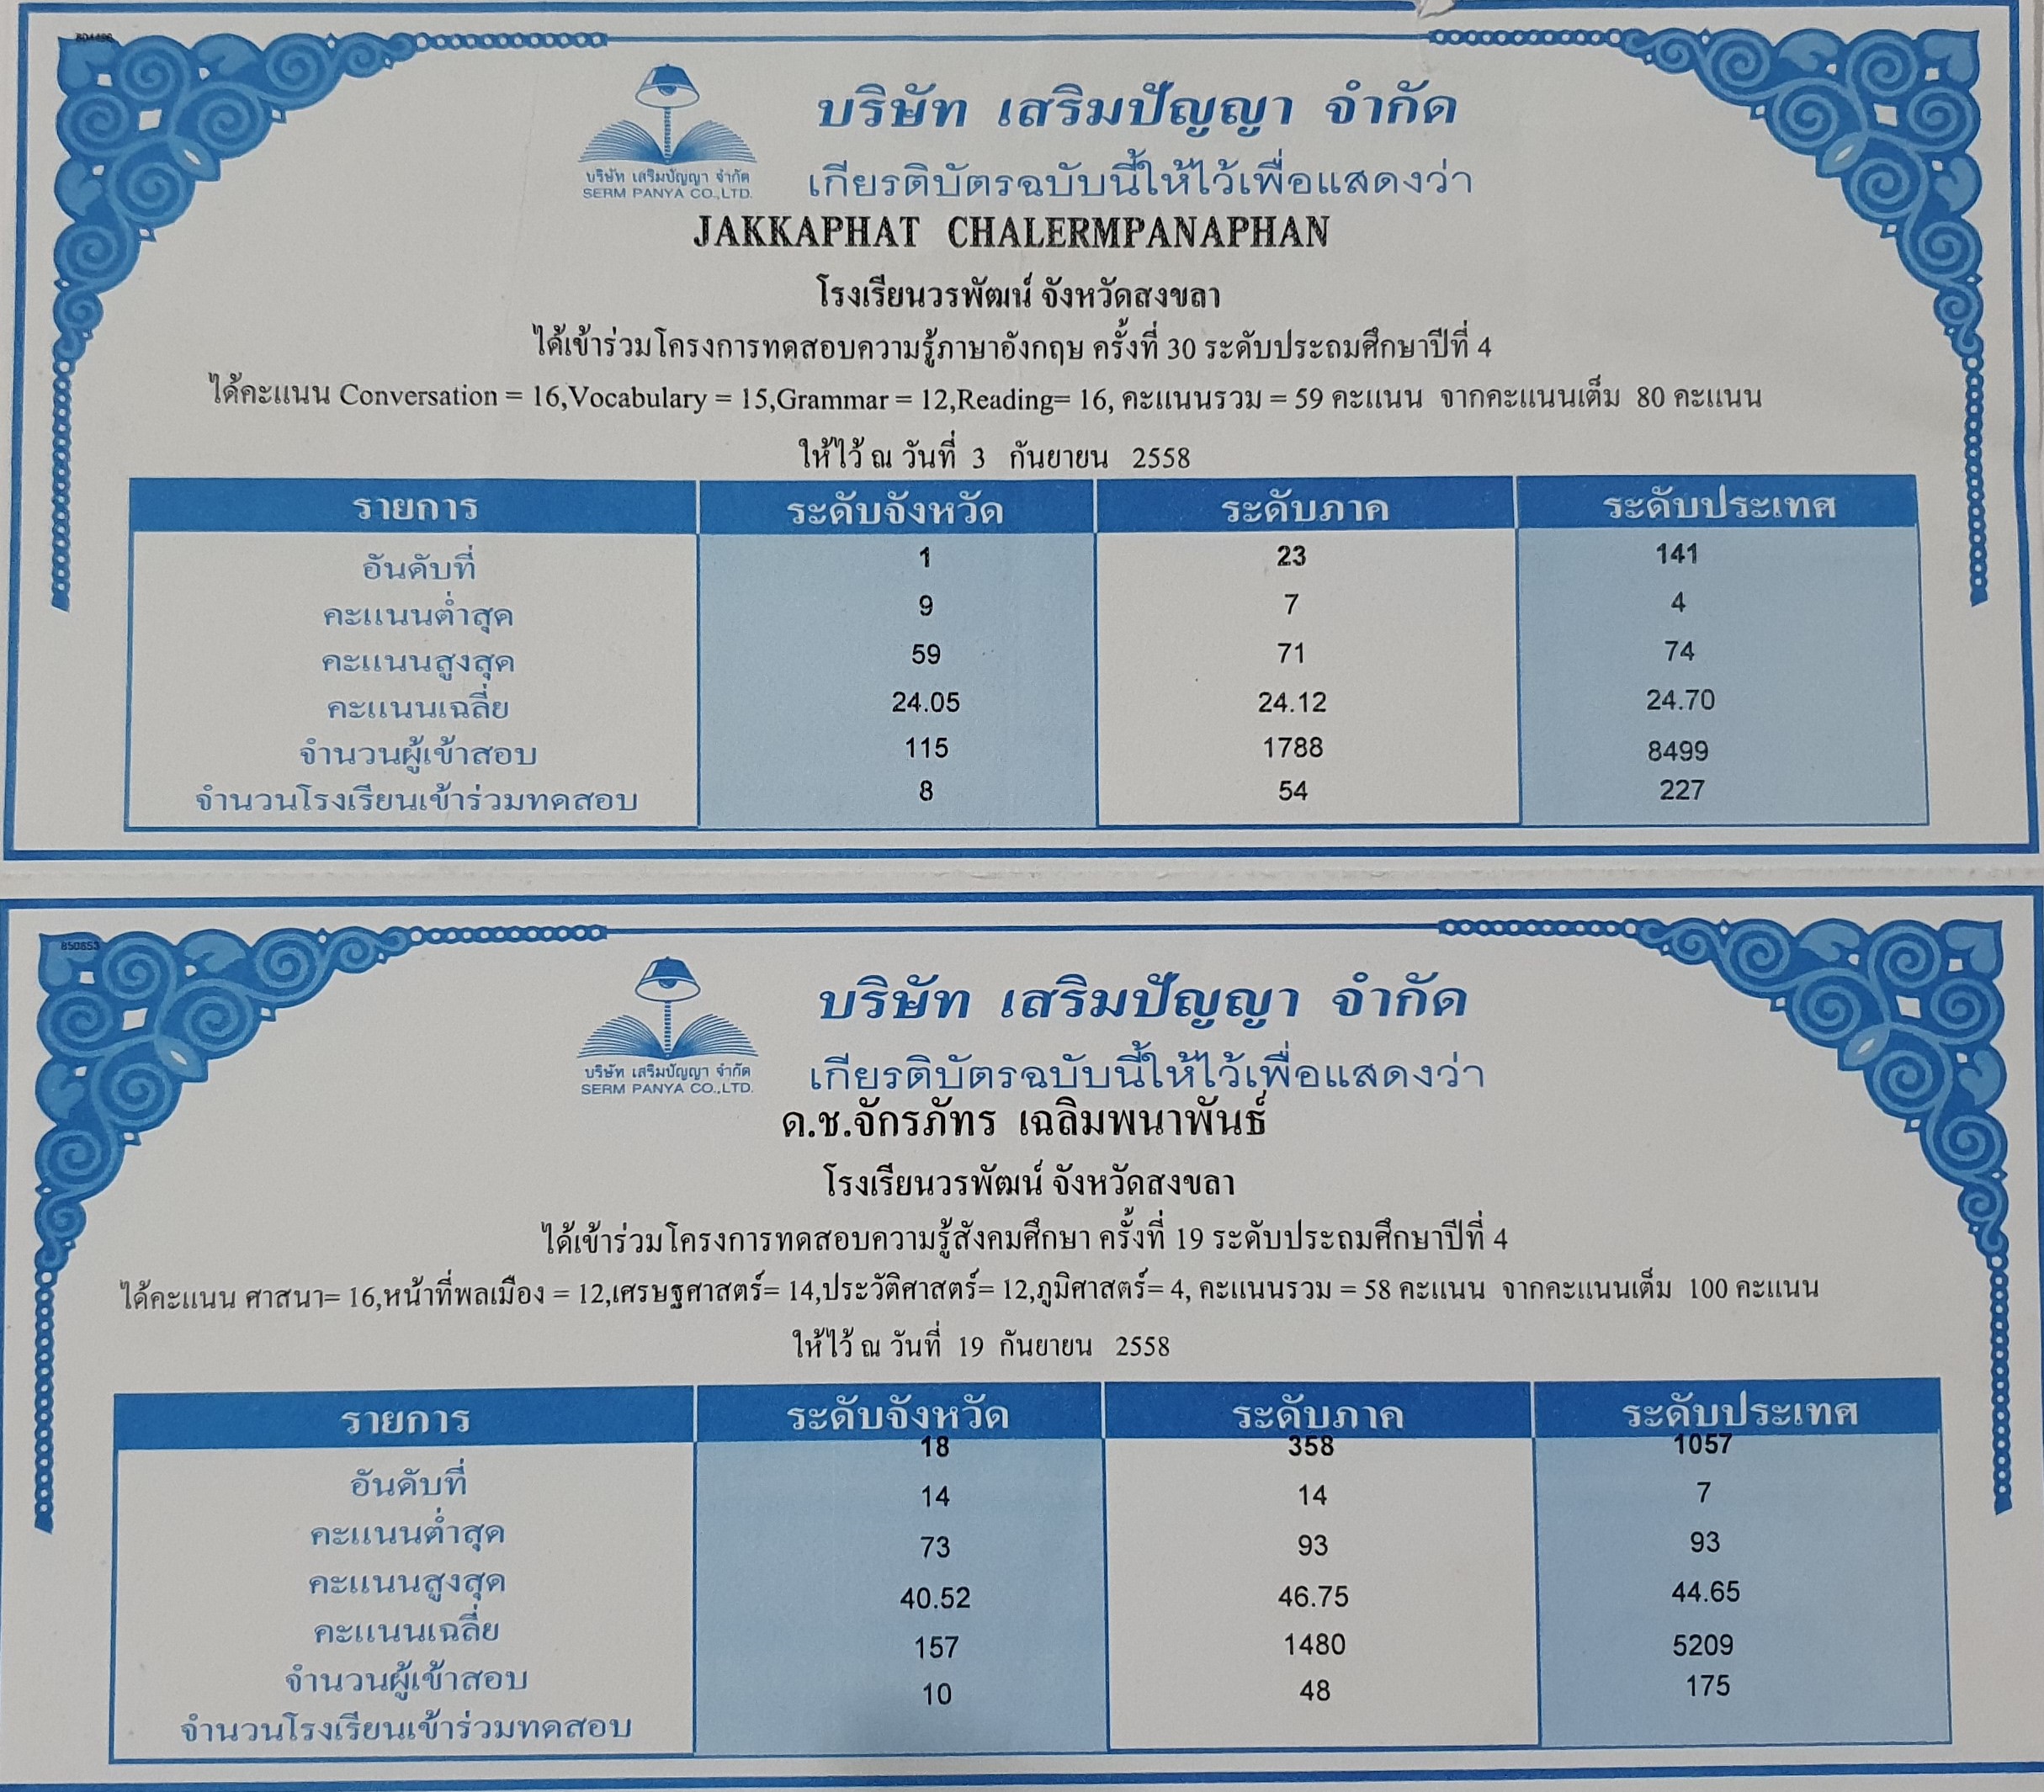 804496
บริษัท เสริมปัญญา จำกัด
บริษัท เสริมปัญญา จำกัด
SERM PANYA CO.,LTD.
เกียรติบัตรฉบับนี้ให้ไว้เพื่อแสดงว่า
JAKKAPHAT CHALERMPANAPHAN
โรงเรียนวรพัฒน์ จังหวัดสงขลา
ได้เข้าร่วมโครงการทดสอบความรู้ภาษาอังกฤษ ครั้งที่ 30 ระดับประถมศึกษาปีที่ 4
ได้คะแนน Conversation = 16,Vocabulary = 15,Grammar = 12,Reading= 16, คะแนนรวม = 59 คะแนน จากคะแนนเต็ม 80 คะแนน
ให้ไว้ ณ วันที่ 3 กันยายน 2558
รายการ ระดับจังหวัด ระดับภาค ระดับประเทศ
อันดับที่ 1 23 141
คะแนนต่ำสุด 9 7 4
คะแนนสูงสุด 59 71 74
คะแนนเฉลี่ย 24.05 24.12 24.70
จำนวนผู้เข้าสอบ 115 1788 8499
จำนวนโรงเรียนเข้าร่วมทดสอบ 8 54 227
850853
บริษัท เสริมปัญญา จำกัด
บริษัท เสริมปัญญา จำกัด
SERM PANYA CO.,LTD.
เกียรติบัตรฉบับนี้ให้ไว้เพื่อแสดงว่า
ด.ช.จักรภัทร เฉลิมพนาพันธ์
โรงเรียนวรพัฒน์ จังหวัดสงขลา
ได้เข้าร่วมโครงการทดสอบความรู้สังคมศึกษา ครั้งที่ 19 ระดับประถมศึกษาปีที่ 4
ได้คะแนน ศาสนา= 16,หน้าที่พลเมือง = 12,เศรษฐศาสตร์= 14,ประวัติศาสตร์= 12,ภูมิศาสตร์= 4, คะแนนรวม = 58 คะแนน จากคะแนนเต็ม 100 คะแนน
ให้ไว้ ณ วันที่ 19 กันยายน 2558
รายการ ระดับจังหวัด ระดับภาค ระดับประเทศ
อันดับที่ 18 358 1057
คะแนนต่ำสุด 14 14 7
คะแนนสูงสุด 73 93 93
คะแนนเฉลี่ย 40.52 46.75 44.65
จำนวนผู้เข้าสอบ 157 1480 5209
จำนวนโรงเรียนเข้าร่วมทดสอบ 10 48 175